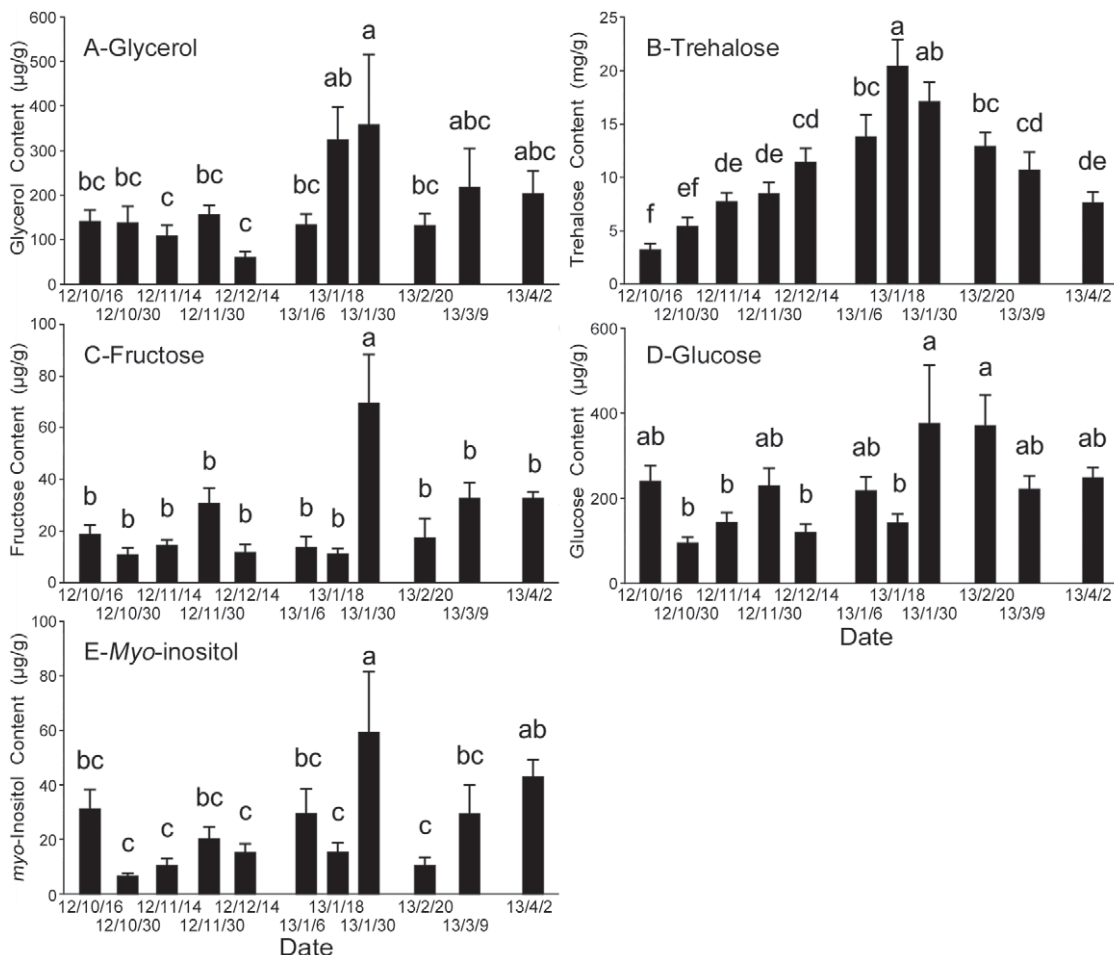 A-Glycerol
Glycerol Content (µg/g)
600
500
400
300
200
100
0
bc
bc
c
bc
c
bc
ab
a
bc
abc
abc
12/10/16
12/10/30
12/11/14
12/11/30
12/12/14
13/1/6
13/1/18
13/1/30
13/2/20
13/3/9
13/4/2
B-Trehalose
Trehalose Content (mg/g)
25
20
15
10
5
0
f
ef
de
de
cd
bc
a
ab
bc
cd
de
12/10/16
12/10/30
12/11/14
12/11/30
12/12/14
13/1/6
13/1/18
13/1/30
13/2/20
13/3/9
13/4/2
C-Fructose
Fructose Content (µg/g)
100
80
60
40
20
0
b
b
b
b
b
b
b
a
b
b
b
12/10/16
12/10/30
12/11/14
12/11/30
12/12/14
13/1/6
13/1/18
13/1/30
13/2/20
13/3/9
13/4/2
D-Glucose
Glucose Content (µg/g)
600
400
200
0
ab
b
b
ab
b
ab
b
a
a
ab
ab
12/10/16
12/10/30
12/11/14
12/11/30
12/12/14
13/1/6
13/1/18
13/1/30
13/2/20
13/3/9
13/4/2
Date
E-Myo-inositol
myo-Inositol Content (µg/g)
100
80
60
40
20
0
bc
c
c
bc
c
bc
c
a
c
bc
ab
12/10/16
12/10/30
12/11/14
12/11/30
12/12/14
13/1/6
13/1/18
13/1/30
13/2/20
13/3/9
13/4/2
Date